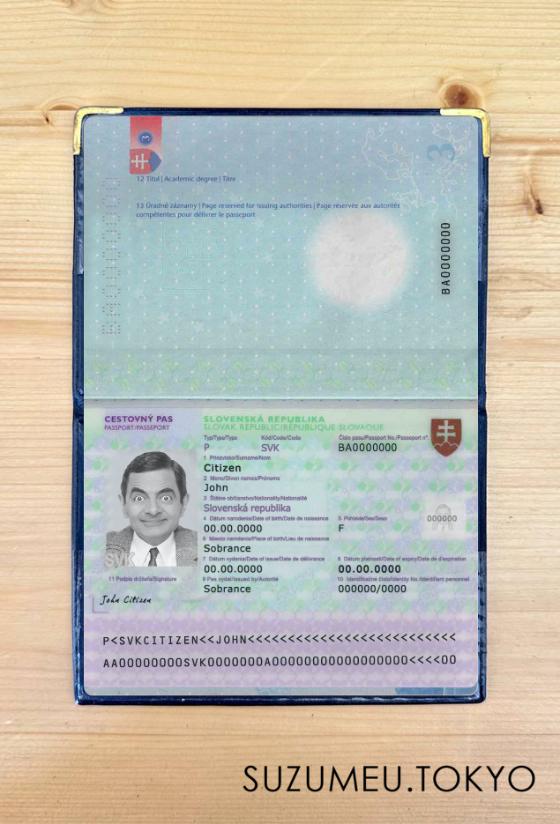 3
3
12 Titul | Academic degree | Titre
13 Úradné záznamy | Page reserved for issuing authorities | Page réservée aux autorités
compétentes pour délivrer le passeport
BA0000000
CESTOVNÝ PAS
PASSPORT/PASSEPORT
SLOVENSKÁ REPUBLIKA
SLOVAK REPUBLIC/RÉPUBLIQUE SLOVAQUE
Typ/Type/Type Kód/Code/Code Číslo pasu/Passport No./Passeport n°.
P SVK BA0000000
1 Priezvisko/Surname/Nom
Citizen
2 Meno/Given names/Prénoms
John
3 Štátne občianstvo/Nationality/Nationalité
Slovenská republika
4 Dátum narodenia/Date of birth/Date de naissance 5 Pohlavie/Sex/Sexe
00.00.0000 F
000000
6 Miesto narodenia/Place of birth/Lieu de naissance
Sobrance
7 Dátum vydania/Date of issue/Date de délivrance 8 Dátum platnosti/Date of expiry/Date d'expiration
00.00.0000 00.00.0000
SVK
11 Podpis držiteľa/Signature
9 Pas vydal/Issued by/Autorité 10 Identifikačné číslo/Identity No./Identifiant personnel
Sobrance 000000/0000
John Citizen
P<SVKCITIZEN<<JOHN<<<<<<<<<<<<<<<<<<<<<<<<<<
AA00000000SVK0000000A0000000000000000<<<<00
SUZUMEU.TOKYO